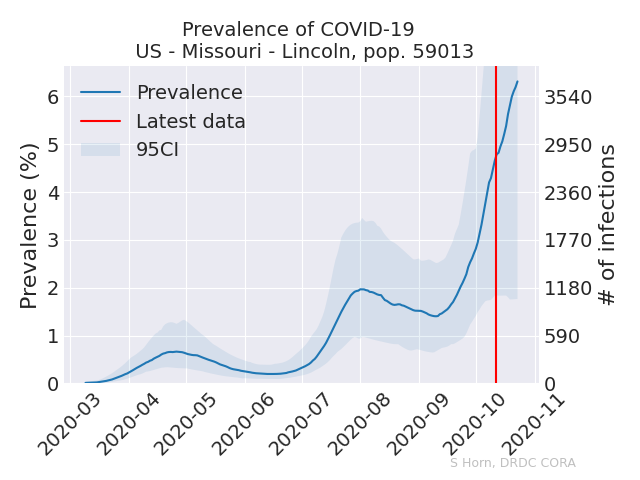 Prevalence of COVID-19
US - Missouri - Lincoln, pop. 59013
Prevalence
Latest data
95CI
Prevalence (%)
6
5
4
3
2
1
0
3540
2950
2360
1770
1180
590
0
# of infections
2020-03
2020-04
2020-05
2020-06
2020-07
2020-08
2020-09
2020-10
2020-11
S Horn, DRDC CORA